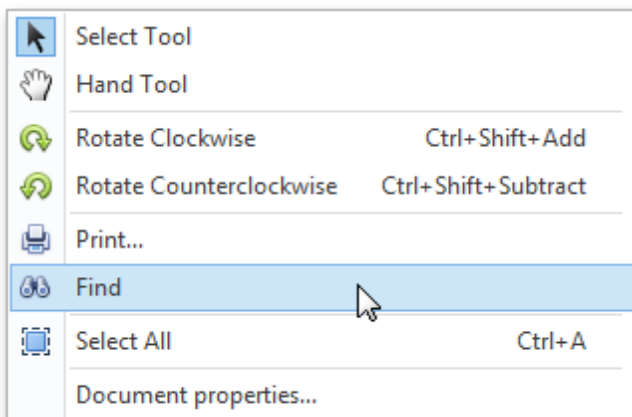 Select Tool
Hand Tool
Rotate Clockwise Ctrl+Shift+Add
Rotate Counterclockwise Ctrl+Shift+Subtract
Print...
Find
Select All Ctrl+A
Document properties...